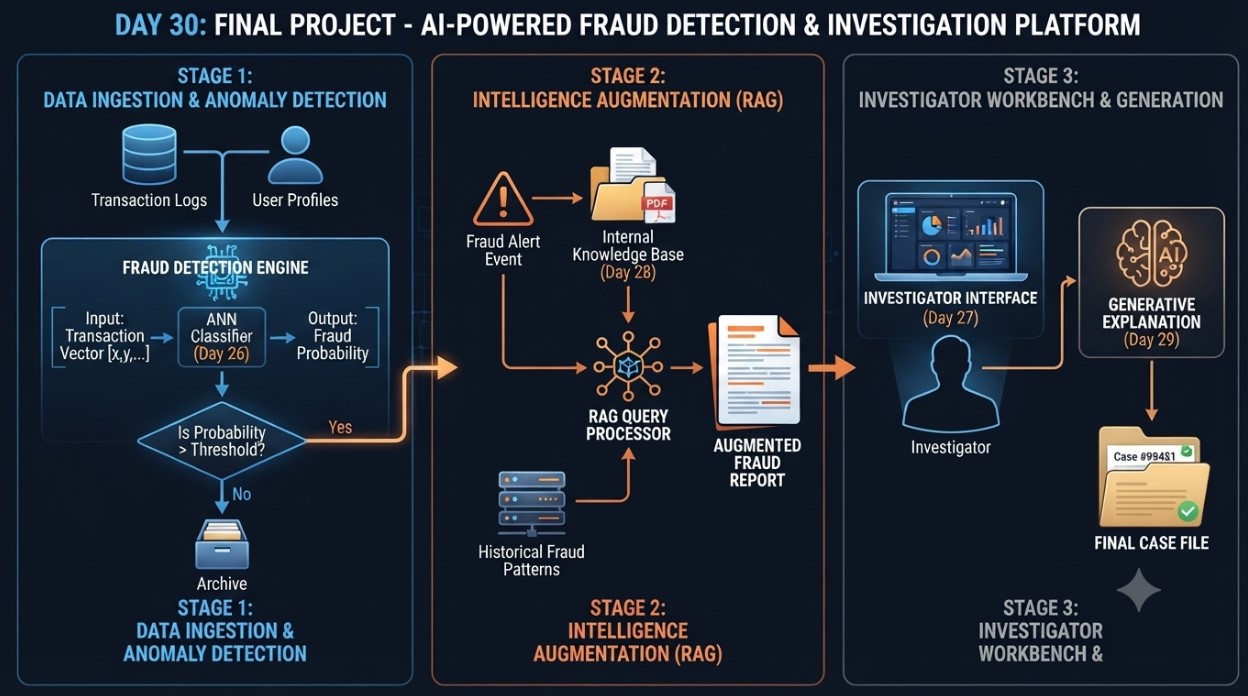 DAY 30: FINAL PROJECT - AI-POWERED FRAUD DETECTION & INVESTIGATION PLATFORM
STAGE 1:
DATA INGESTION & ANOMALY DETECTION
Transaction Logs
User Profiles
FRAUD DETECTION ENGINE
Input:
Transaction
Vector [x,y,...]
ANN
Classifier
(Day 26)
Output:
Fraud
Probability
Is Probability
> Threshold?
Yes
No
Archive
STAGE 1:
DATA INGESTION &
ANOMALY DETECTION
STAGE 2:
INTELLIGENCE AUGMENTATION (RAG)
Fraud Alert
Event
PDF
Internal
Knowledge Base
(Day 28)
RAG QUERY
PROCESSOR
AUGMENTED
FRAUD
REPORT
Historical Fraud
Patterns
STAGE 2:
INTELLIGENCE
AUGMENTATION (RAG)
STAGE 3:
INVESTIGATOR WORKBENCH & GENERATION
INVESTIGATOR INTERFACE
(Day 27)
Investigator
AI
GENERATIVE
EXPLANATION
(Day 29)
Case #994S1
FINAL CASE FILE
STAGE 3:
INVESTIGATOR
WORKBENCH &